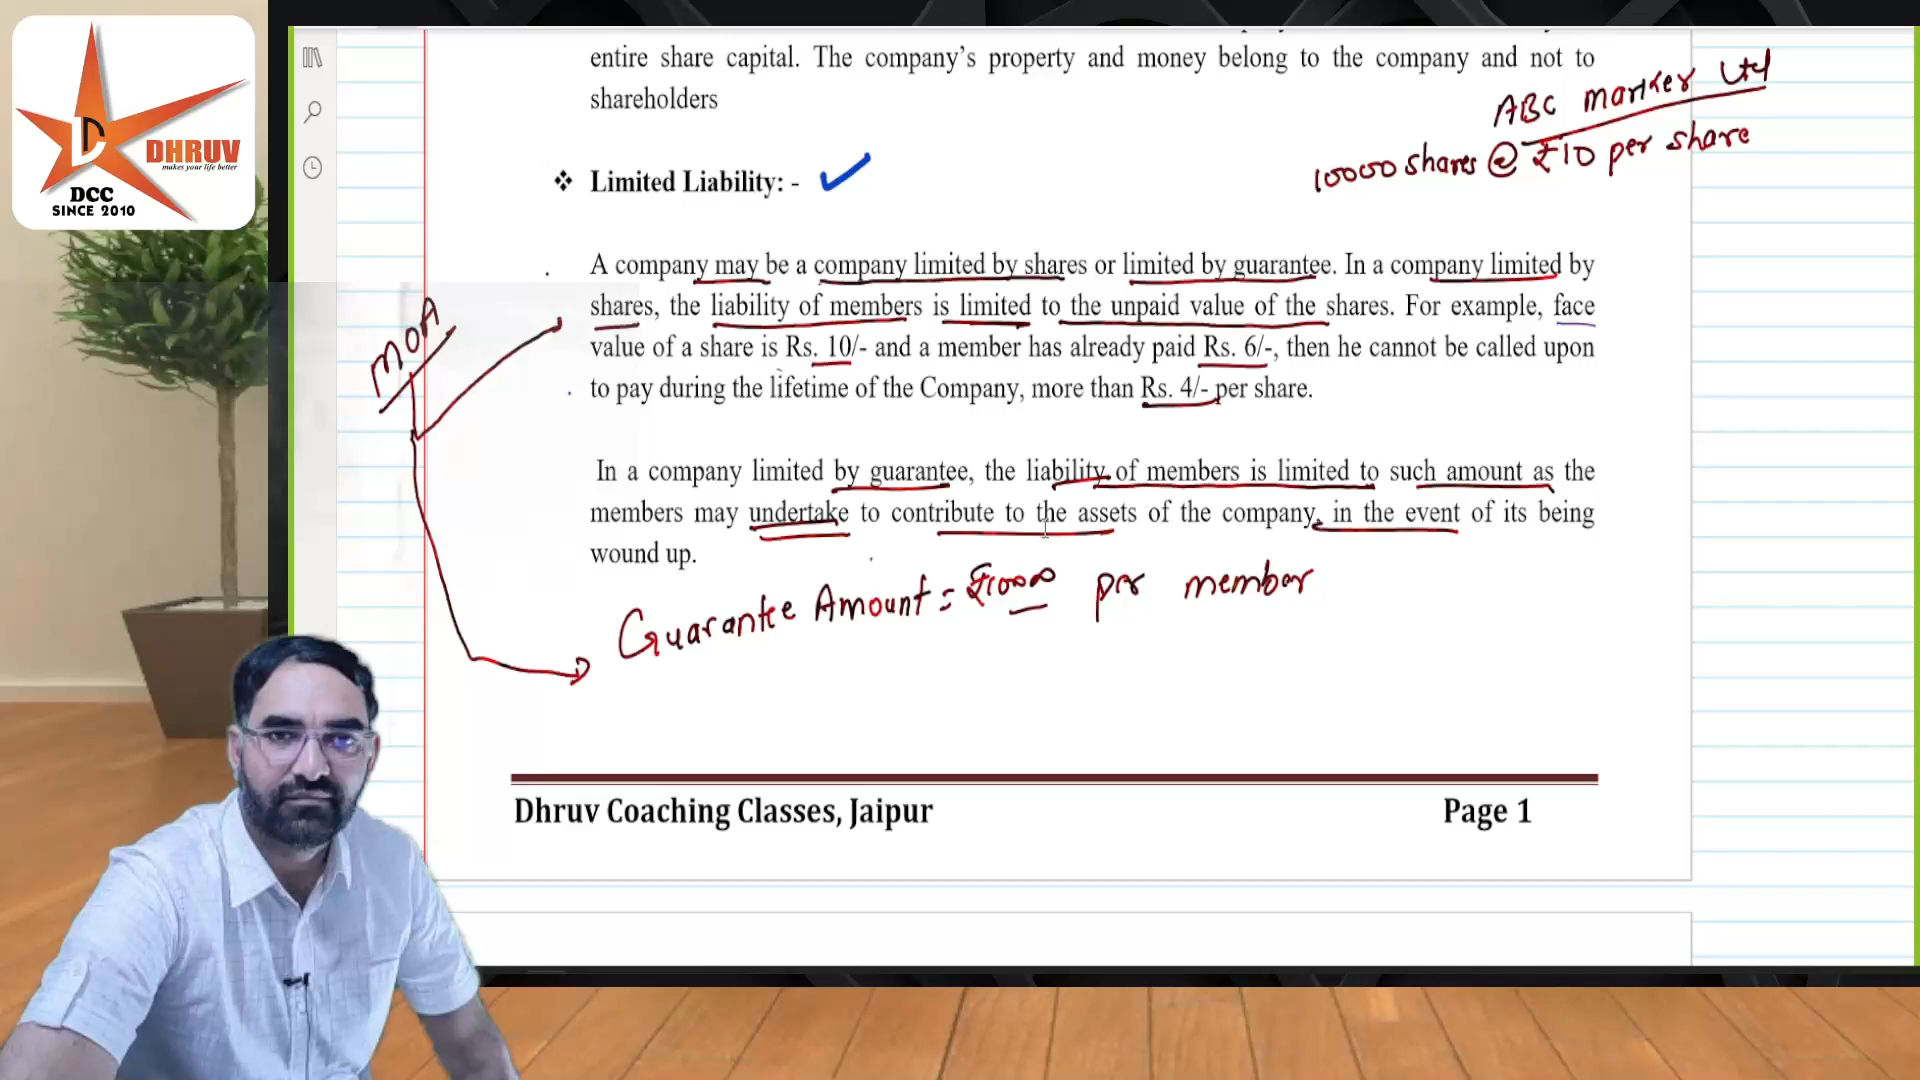 DC
DHRUV
makes your life better
DCC
SINCE 2010
entire share capital. The company's property and money belong to the company and not to
shareholders
ABC marker Ltd
10000 shares @ ₹10 per share
❖ Limited Liability: -
A company may be a company limited by shares or limited by guarantee. In a company limited by
shares, the liability of members is limited to the unpaid value of the shares. For example, face
value of a share is Rs. 10/- and a member has already paid Rs. 6/-, then he cannot be called upon
to pay during the lifetime of the Company, more than Rs. 4/- per share.
MOA
In a company limited by guarantee, the liability of members is limited to such amount as the
members may undertake to contribute to the assets of the company, in the event of its being
wound up.
Guarantee Amount = per member
Dhruv Coaching Classes, Jaipur
Page 1